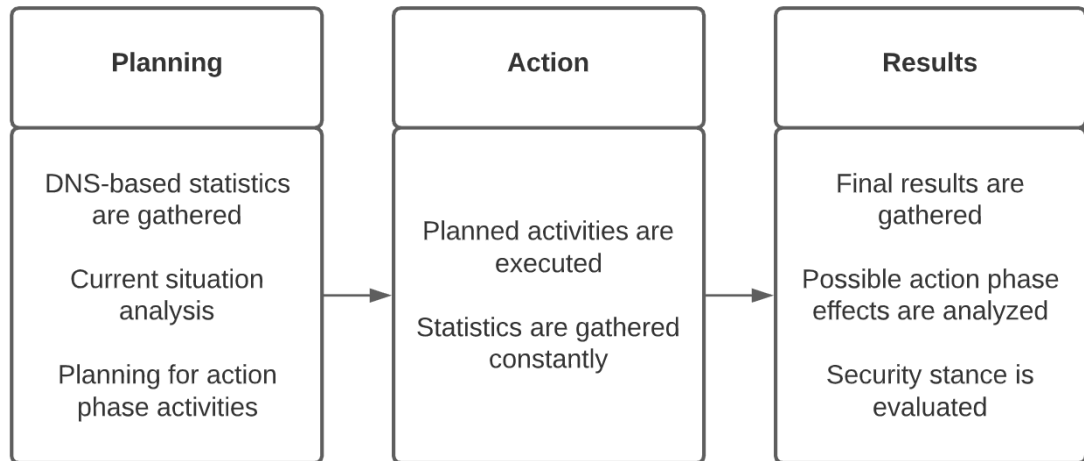 Planning
DNS-based statistics
are gathered
Current situation
analysis
Planning for action
phase activities
Action
Planned activities are
executed
Statistics are gathered
constantly
Results
Final results are
gathered
Possible action phase
effects are analyzed
Security stance is
evaluated